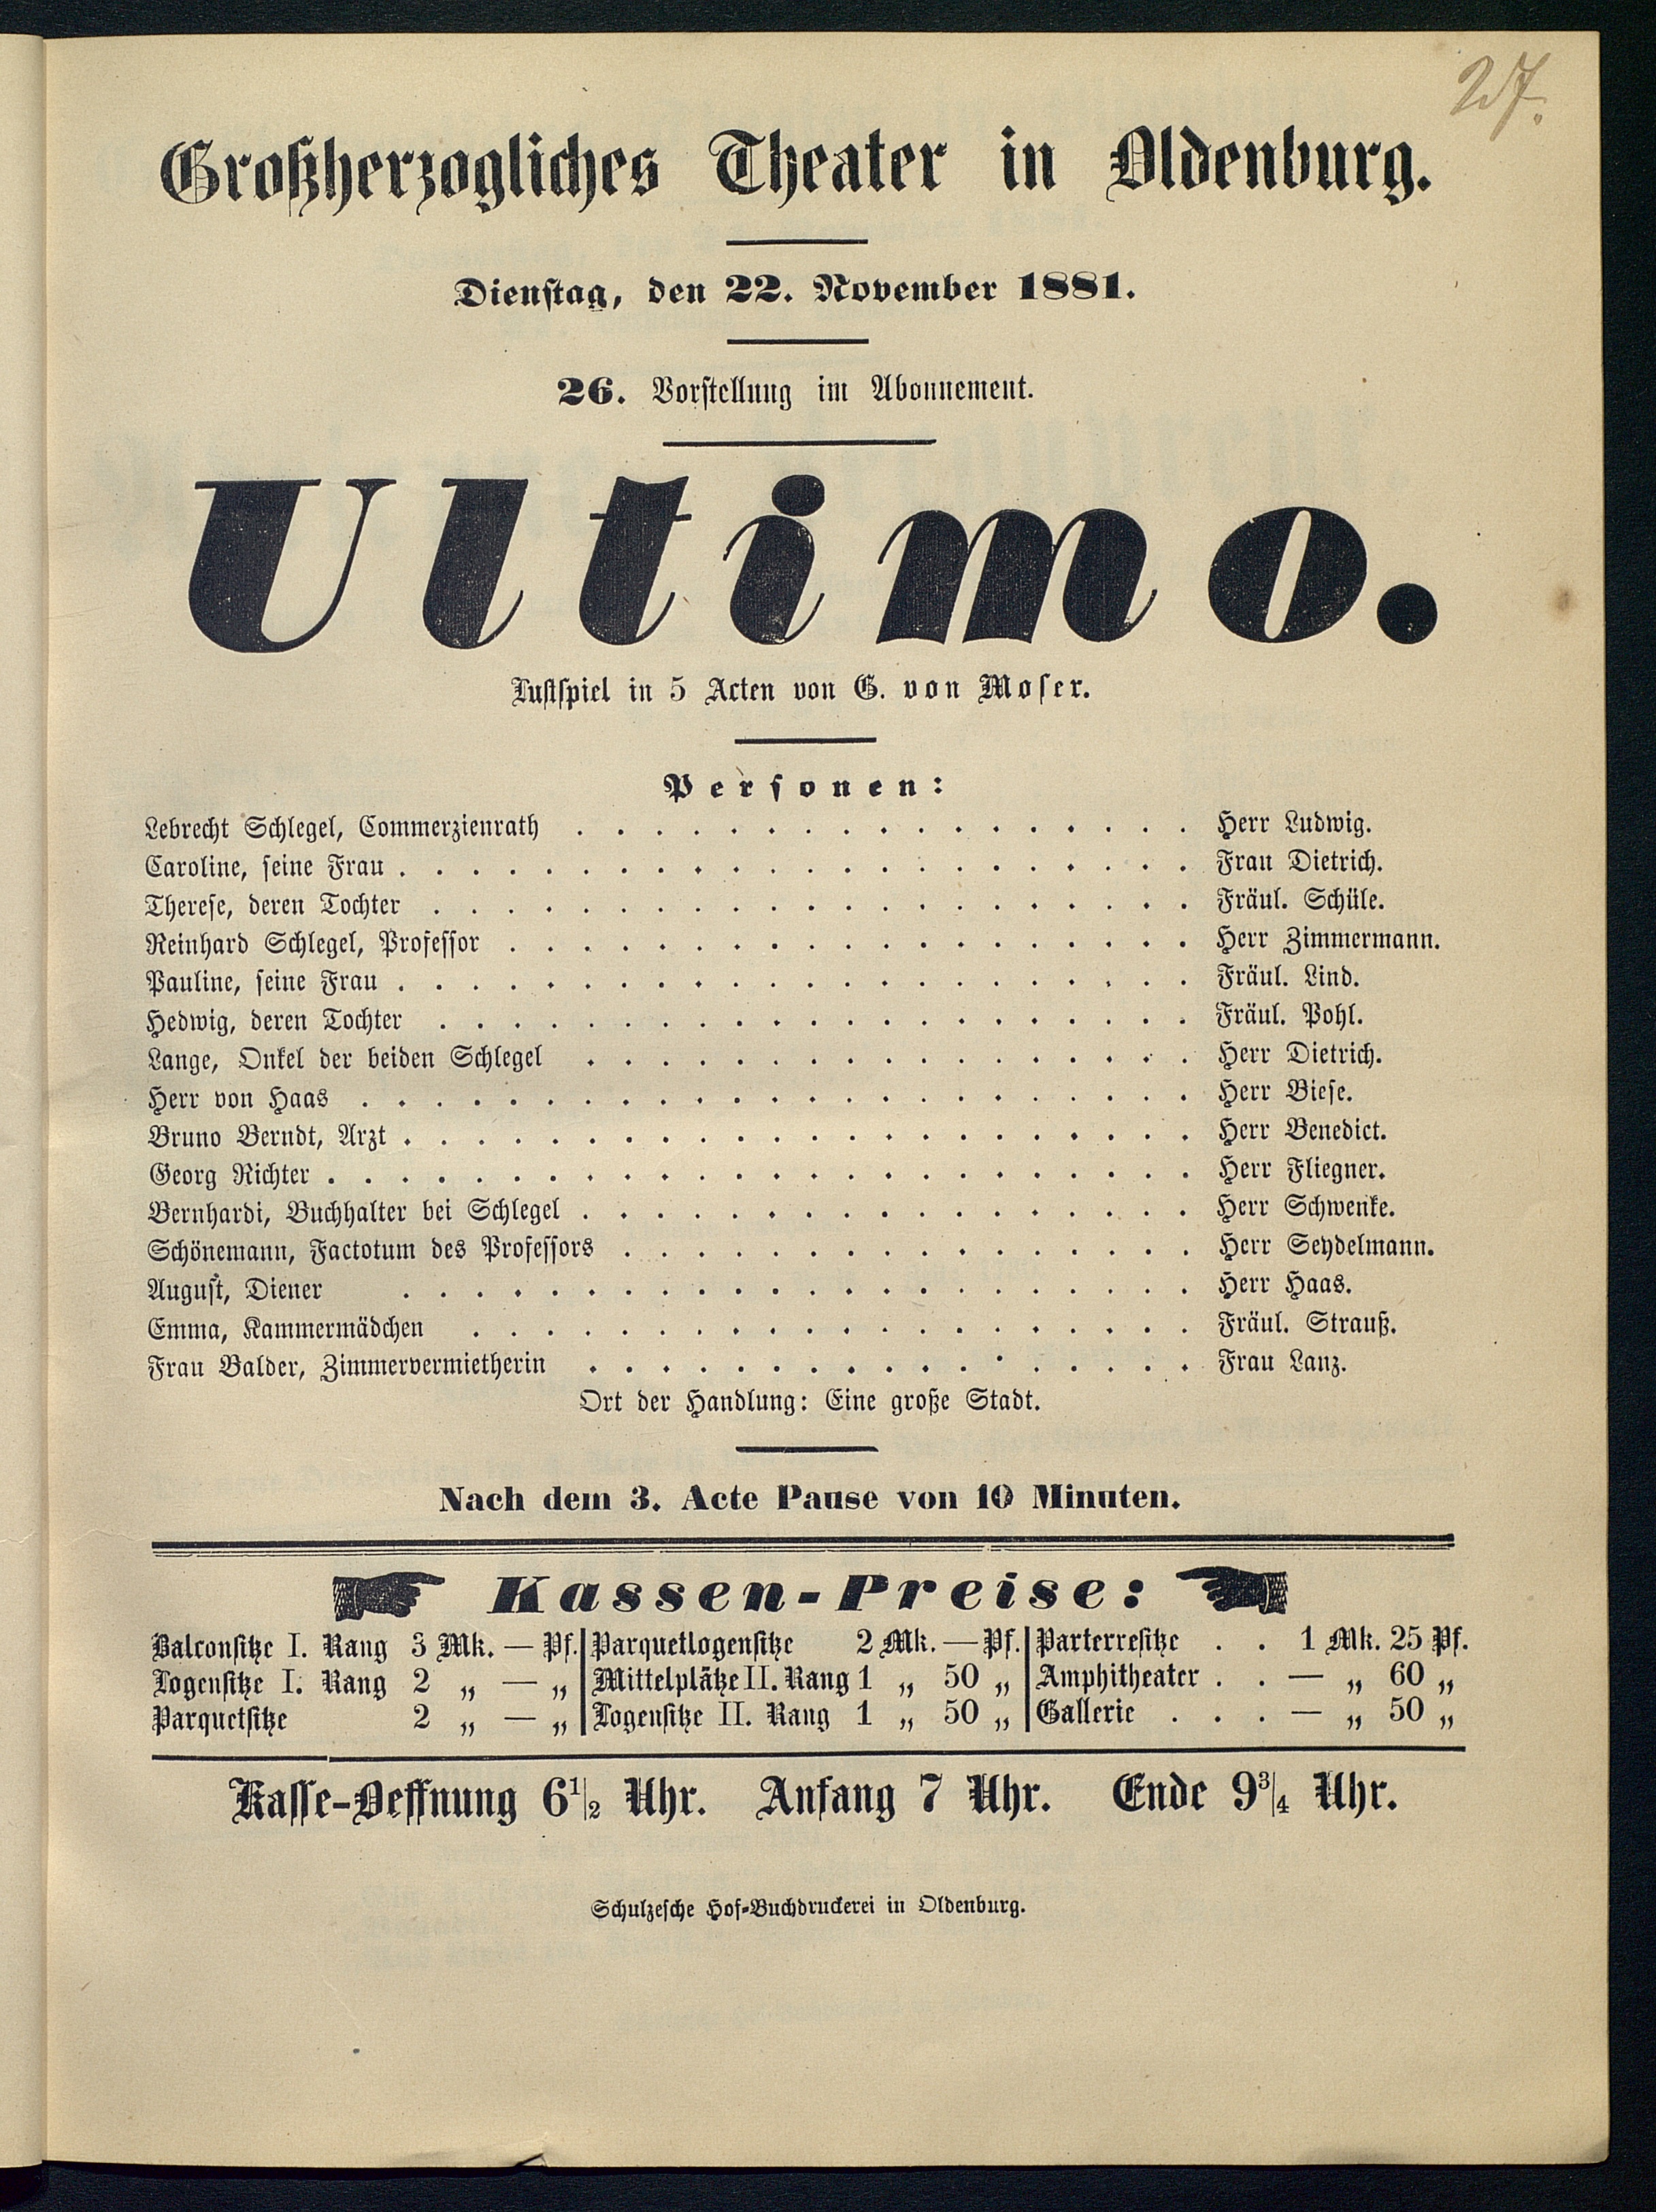 27.
Großherzogliches Theater in Oldenburg.
Dienstag, den 22. November 1881.
26. Vorstellung im Abonnement.
Ultimo.
Lustspiel in 5 Acten von G. von Moser.
Personen:
Lebrecht Schlegel, Commerzienrath . . . . . . . . . . . . . . . . . Herr Ludwig.
Caroline, seine Frau . . . . . . . . . . . . . . . . . . . . . . Frau Dietrich.
Therese, deren Tochter . . . . . . . . . . . . . . . . . . . . . Fräul. Schüle.
Reinhard Schlegel, Professor . . . . . . . . . . . . . . . . . . . Herr Zimmermann.
Pauline, seine Frau . . . . . . . . . . . . . . . . . . . . . . Fräul. Lind.
Hedwig, deren Tochter . . . . . . . . . . . . . . . . . . . . . Fräul. Pohl.
Lange, Onkel der beiden Schlegel . . . . . . . . . . . . . . . . . Herr Dietrich.
Herr von Haas . . . . . . . . . . . . . . . . . . . . . . . Herr Biese.
Bruno Berndt, Arzt . . . . . . . . . . . . . . . . . . . . . . Herr Benedict.
Georg Richter . . . . . . . . . . . . . . . . . . . . . . . . Herr Fliegner.
Bernhardi, Buchhalter bei Schlegel . . . . . . . . . . . . . . . . . Herr Schwenke.
Schönemann, Factotum des Professors . . . . . . . . . . . . . . . . Herr Seydelmann.
August, Diener . . . . . . . . . . . . . . . . . . . . . . Herr Haas.
Emma, Kammermädchen . . . . . . . . . . . . . . . . . . . . Fräul. Strauß.
Frau Balder, Zimmervermietherin . . . . . . . . . . . . . . . . . Frau Lanz.
Ort der Handlung: Eine große Stadt.
Nach dem 3. Acte Pause von 10 Minuten.
Kassen-Preise:
Balconsitze I. Rang 3 Mk. — Pf. Parquetlogensitze 2 Mk. — Pf. Parterresitze . . 1 Mk. 25 Pf.
Logensitze I. Rang 2 „ — „ Mittelplätze II. Rang 1 „ 50 „ Amphitheater . . — „ 60 „
Parquetsitze 2 „ — „ Logensitze II. Rang 1 „ 50 „ Gallerie . . . — „ 50 „
Kasse-Oeffnung 6½ Uhr. Anfang 7 Uhr. Ende 9¾ Uhr.
Schulzesche Hof-Buchdruckerei in Oldenburg.